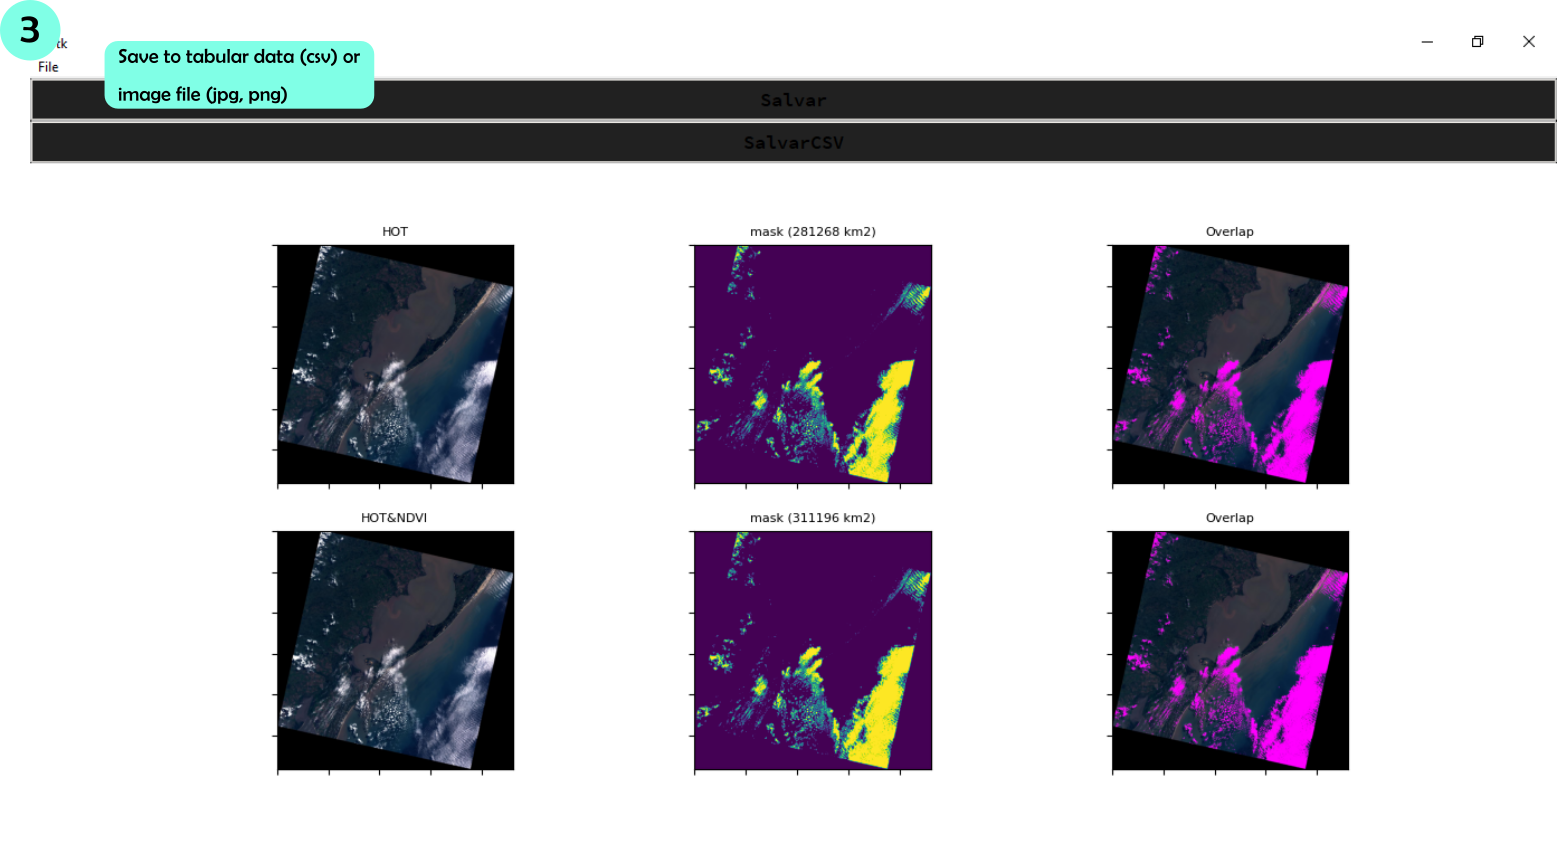 3
tk
File
Save to tabular data (csv) or
image file (jpg, png)
Salvar
SalvarCSV
HOT
mask (281268 km2)
Overlap
HOT&NDVI
mask (311196 km2)
Overlap